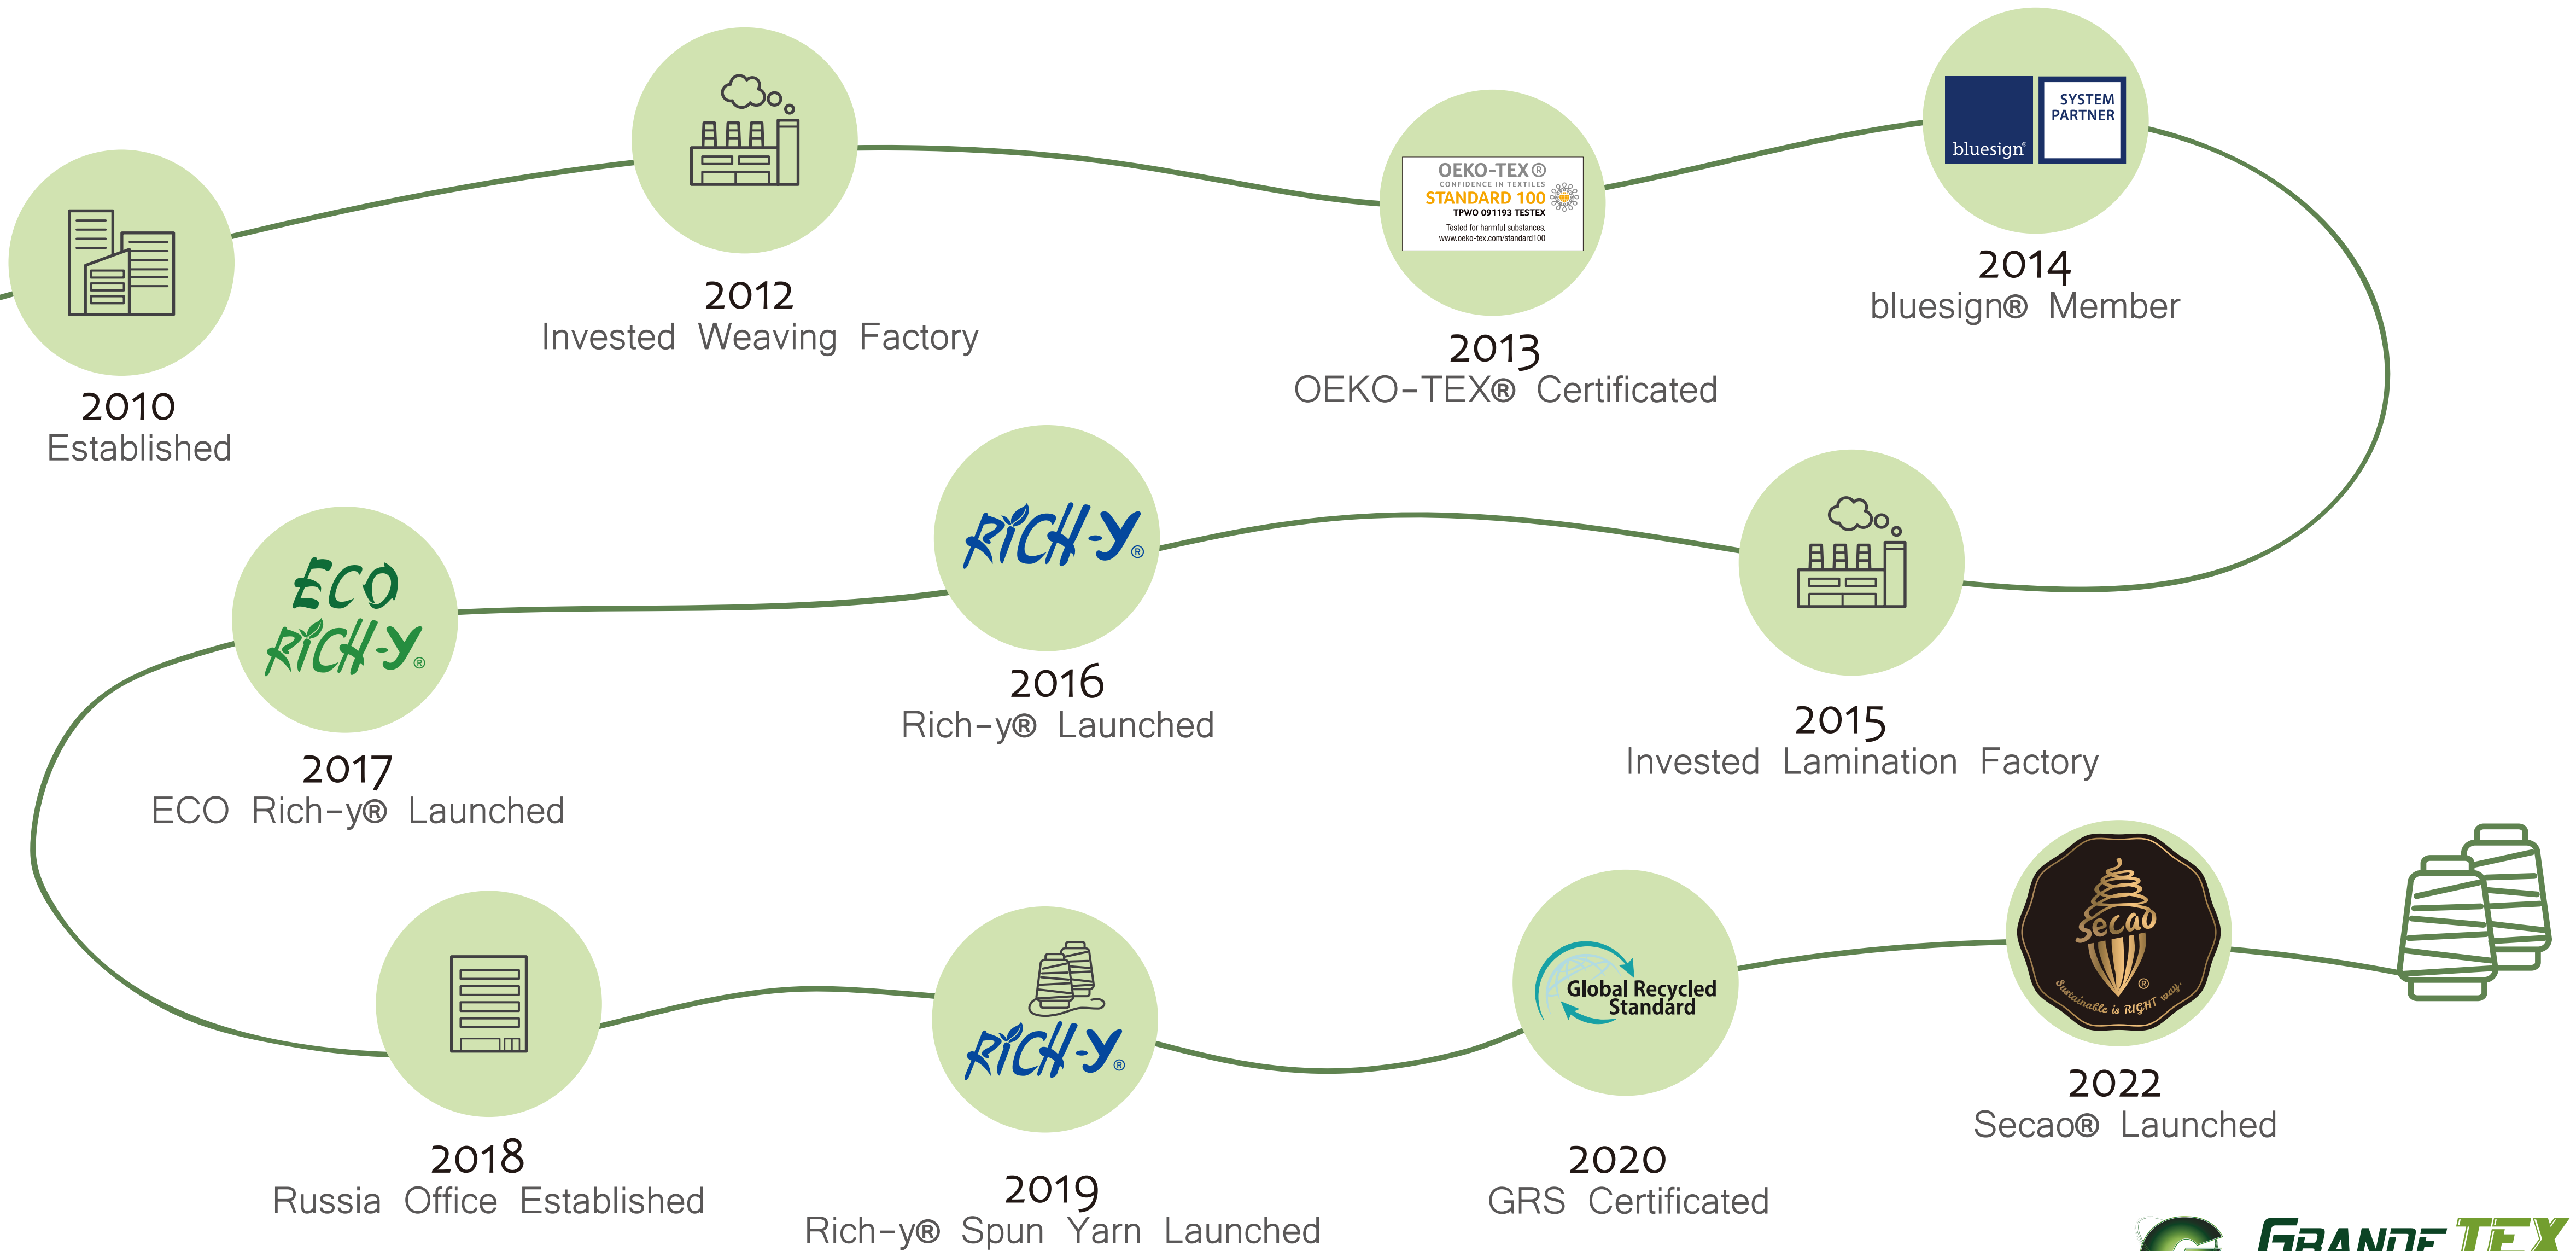 2010
Established
2012
Invested Weaving Factory
OEKO-TEX®
CONFIDENCE IN TEXTILES
STANDARD 100
TPWO 091193 TESTEX
Tested for harmful substances.
www.oeko-tex.com/standard100
2013
OEKO-TEX® Certificated
bluesign®
SYSTEM
PARTNER
2014
bluesign® Member
2015
Invested Lamination Factory
RiCH-Y®
2016
Rich-y® Launched
ECO
RiCH-Y®
2017
ECO Rich-y® Launched
2018
Russia Office Established
RiCH-Y®
2019
Rich-y® Spun Yarn Launched
Global Recycled
Standard
2020
GRS Certificated
Secao
®
Sustainable is RIGHT way.
2022
Secao® Launched
G
GRANDE TEX